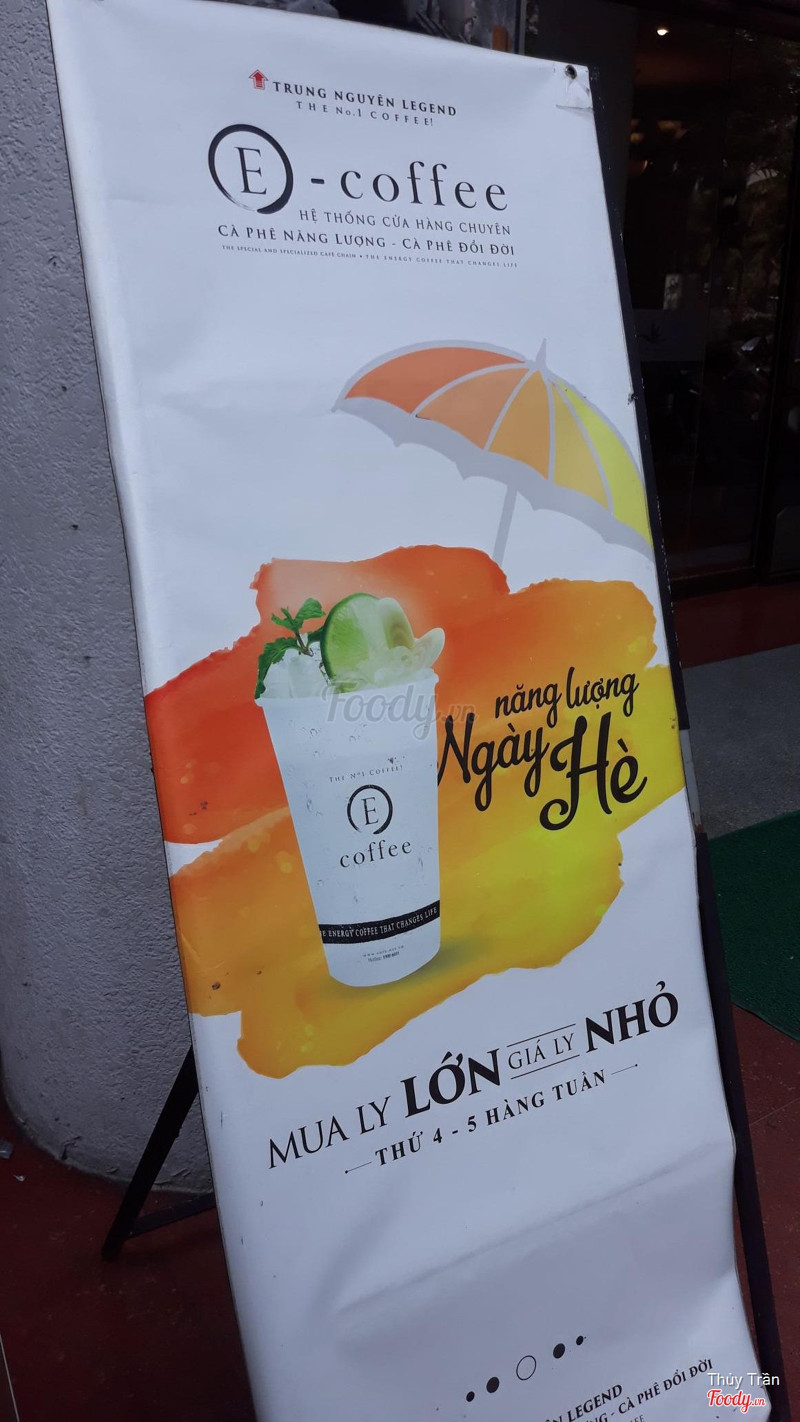 TRUNG NGUYÊN LEGEND
THE No.1 COFFEE!
E - coffee
HỆ THỐNG CỬA HÀNG CHUYÊN
CÀ PHÊ NĂNG LƯỢNG - CÀ PHÊ ĐỔI ĐỜI
THE SPECIAL AND SPECIALIZED CAFÉ CHAIN • THE ENERGY COFFEE THAT CHANGES LIFE
Foody.vn
năng lượng
Ngày Hè
THE N°1 COFFEE!
E
coffee
E ENERGY COFFEE THAT CHANGES LIFE
MUA LY LỚN GIÁ LY NHỎ
THỨ 4 - 5 HÀNG TUẦN
N LEGEND
G - CÀ PHÊ ĐỔI ĐỜI
Thúy Trần
Foody.vn